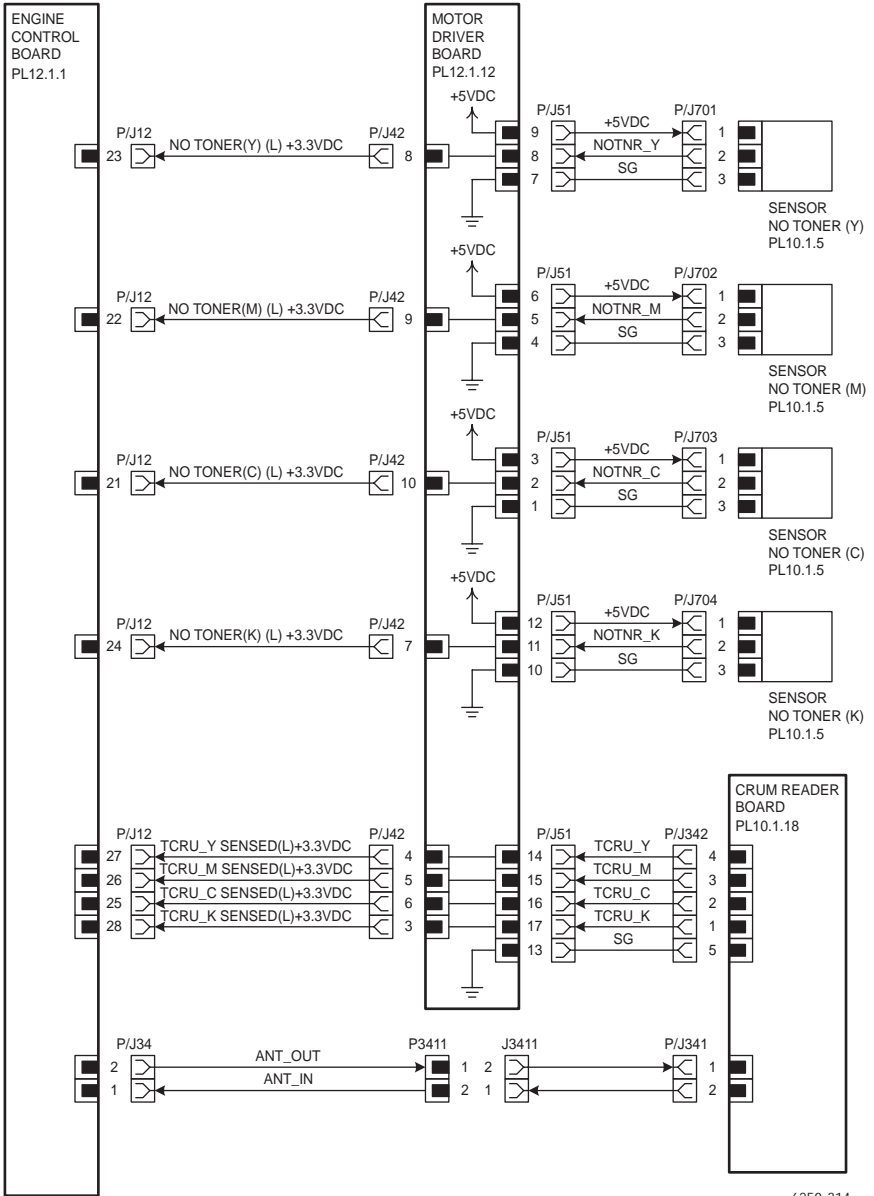 ENGINE
CONTROL
BOARD
PL12.1.1
MOTOR
DRIVER
BOARD
PL12.1.12
+5VDC
P/J12
P/J42
P/J51
P/J701
23
NO TONER(Y) (L) +3.3VDC
8
9
+5VDC
1
8
NOTNR_Y
2
7
SG
3
SENSOR
NO TONER (Y)
PL10.1.5
+5VDC
P/J12
P/J42
P/J51
P/J702
22
NO TONER(M) (L) +3.3VDC
9
6
+5VDC
1
5
NOTNR_M
2
4
SG
3
SENSOR
NO TONER (M)
PL10.1.5
+5VDC
P/J12
P/J42
P/J51
P/J703
21
NO TONER(C) (L) +3.3VDC
10
3
+5VDC
1
2
NOTNR_C
2
1
SG
3
SENSOR
NO TONER (C)
PL10.1.5
+5VDC
P/J12
P/J42
P/J51
P/J704
24
NO TONER(K) (L) +3.3VDC
7
12
+5VDC
1
11
NOTNR_K
2
10
SG
3
SENSOR
NO TONER (K)
PL10.1.5
CRUM READER
BOARD
PL10.1.18
P/J12
P/J42
P/J51
P/J342
27 TCRU_Y SENSED(L)+3.3VDC 4 14 TCRU_Y 4
26 TCRU_M SENSED(L)+3.3VDC 5 15 TCRU_M 3
25 TCRU_C SENSED(L)+3.3VDC 6 16 TCRU_C 2
28 TCRU_K SENSED(L)+3.3VDC 3 17 TCRU_K 1
13 SG 5
P/J34
P3411
J3411
P/J341
2 ANT_OUT 1 2 1
1 ANT_IN 2 1 2